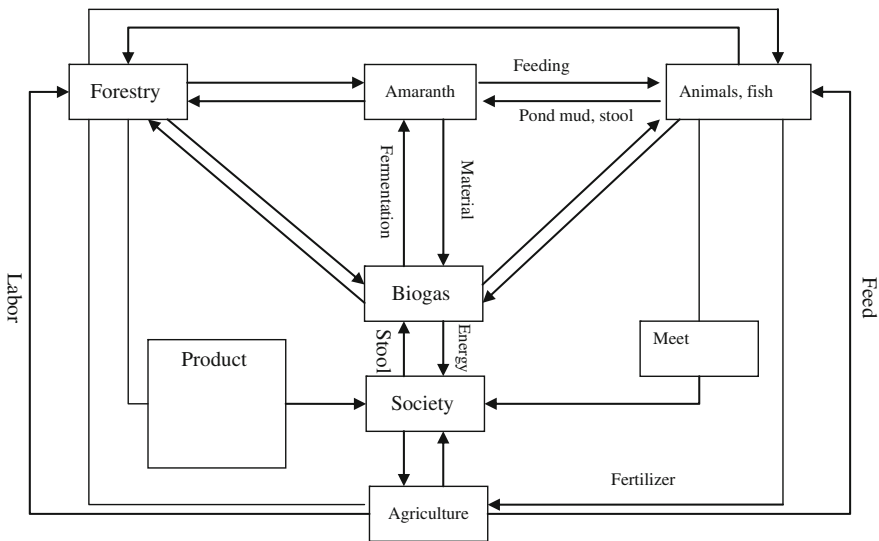 Forestry
Amaranth
Feeding
Animals, fish
Pond mud, stool
Fermentation
Material
Labor
Biogas
Feed
Product
Stool
Energy
Meet
Society
Fertilizer
Agriculture